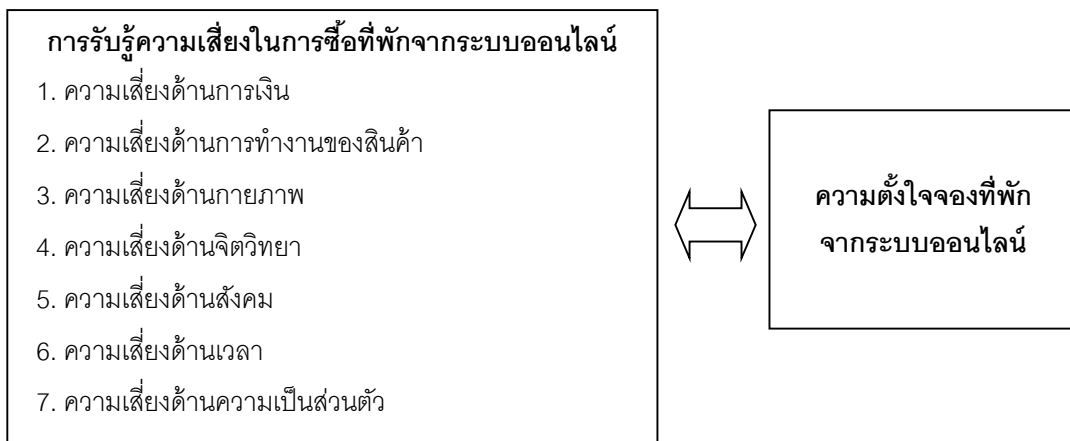 การรับรู้ความเสี่ยงในการซื้อที่พักจากระบบออนไลน์
1. ความเสี่ยงด้านการเงิน
2. ความเสี่ยงด้านการทำงานของสินค้า
3. ความเสี่ยงด้านกายภาพ
4. ความเสี่ยงด้านจิตวิทยา
5. ความเสี่ยงด้านสังคม
6. ความเสี่ยงด้านเวลา
7. ความเสี่ยงด้านความเป็นส่วนตัว
ความตั้งใจจองที่พัก
จากระบบออนไลน์